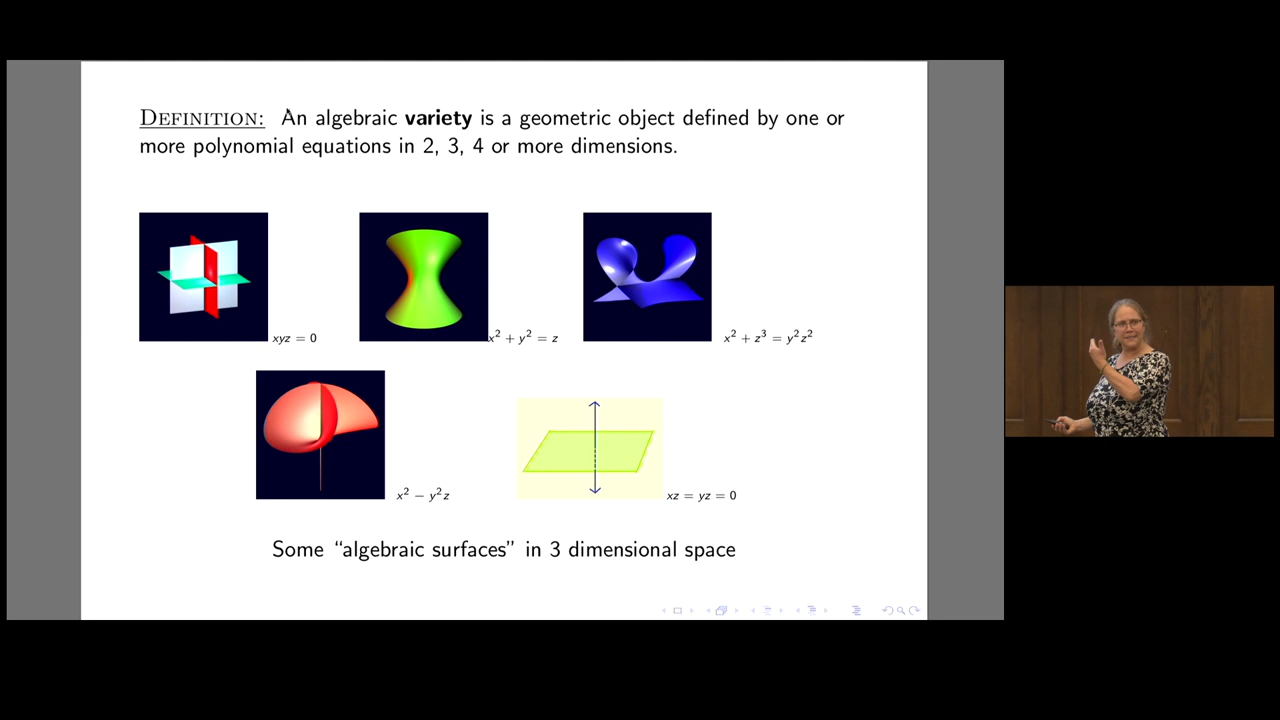 DEFINITION: An algebraic variety is a geometric object defined by one or
more polynomial equations in 2, 3, 4 or more dimensions.
xyz = 0
x² + y² = z
x² + z³ = y²z²
x² − y²z
xz = yz = 0
Some “algebraic surfaces” in 3 dimensional space